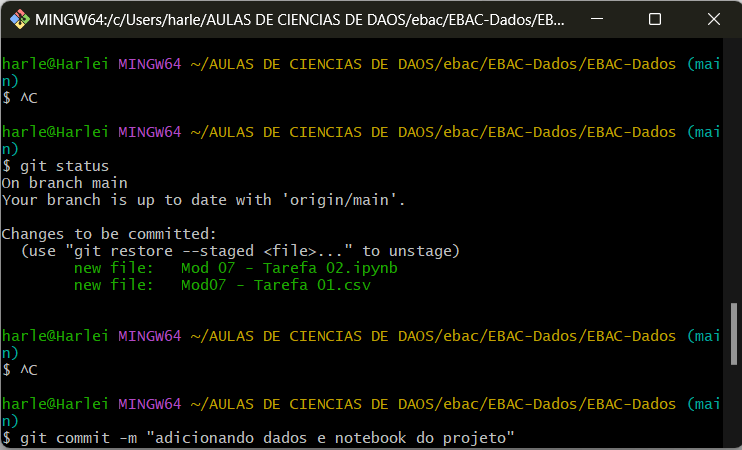 MINGW64:/c/Users/harle/AULAS DE CIENCIAS DE DAOS/ebac/EBAC-Dados/EB...
harle@Harlei MINGW64 ~/AULAS DE CIENCIAS DE DAOS/ebac/EBAC-Dados/EBAC-Dados (mai
n)
$ ^C
harle@Harlei MINGW64 ~/AULAS DE CIENCIAS DE DAOS/ebac/EBAC-Dados/EBAC-Dados (mai
n)
$ git status
On branch main
Your branch is up to date with 'origin/main'.
Changes to be committed:
(use "git restore --staged <file>..." to unstage)
new file:   Mod 07 - Tarefa 02.ipynb
new file:   Mod07 - Tarefa 01.csv
harle@Harlei MINGW64 ~/AULAS DE CIENCIAS DE DAOS/ebac/EBAC-Dados/EBAC-Dados (mai
n)
$ ^C
harle@Harlei MINGW64 ~/AULAS DE CIENCIAS DE DAOS/ebac/EBAC-Dados/EBAC-Dados (mai
n)
$ git commit -m "adicionando dados e notebook do projeto"